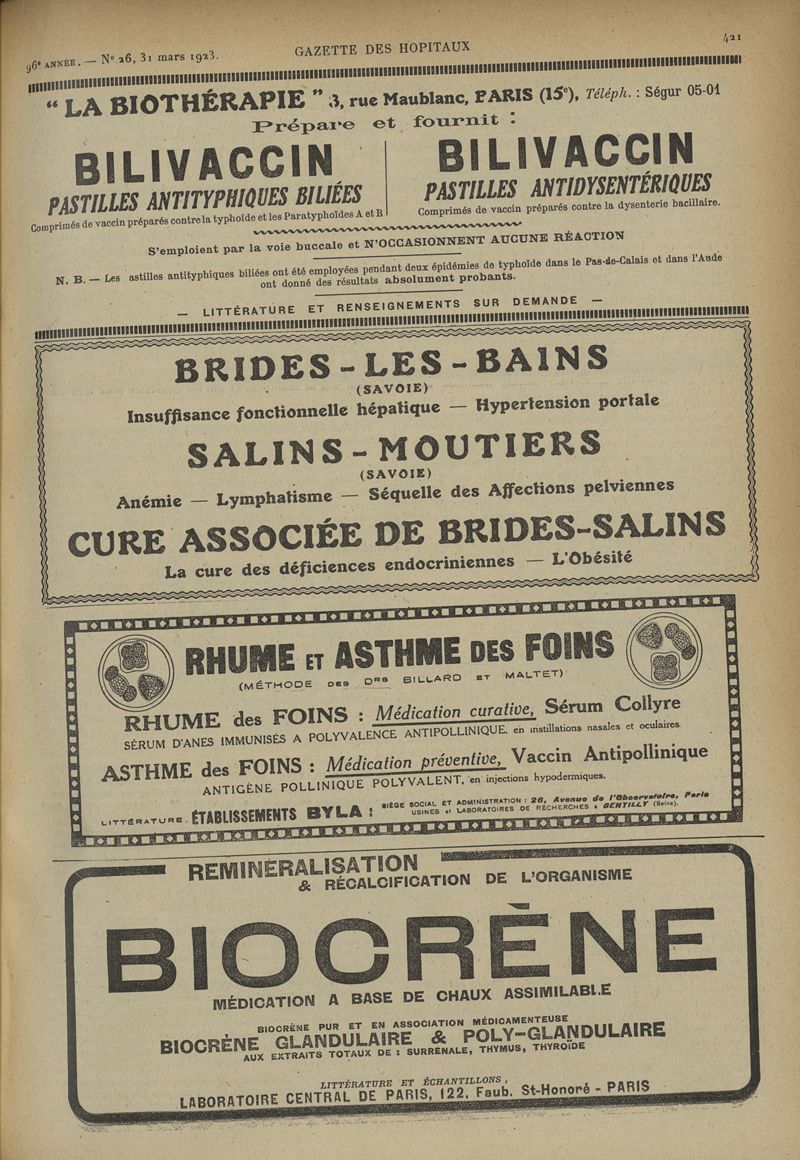 96e ANNÉE. — No 26, 31 mars 1923.
GAZETTE DES HOPITAUX
421
“ LA BIOTHÉRAPIE ” 3, rue Maublanc, PARIS (15e), Téléph. : Ségur 05-01
Prépare et fournit :
BILIVACCIN
PASTILLES ANTITYPHIQUES BILIÉES
Comprimés de vaccin préparés contre la typhoïde et les Paratyphoïdes A et B
BILIVACCIN
PASTILLES ANTIDYSENTÉRIQUES
Comprimés de vaccin préparés contre la dysenterie bacillaire.
S'emploient par la voie buccale et N'OCCASIONNENT AUCUNE RÉACTION
N. B. — Les astilles antityphiques biliées ont été employées pendant deux épidémies de typhoïde dans le Pas-de-Calais et dans l'Aude
ont donné des résultats absolument probants.
— LITTÉRATURE ET RENSEIGNEMENTS SUR DEMANDE —
BRIDES-LES-BAINS
(SAVOIE)
Insuffisance fonctionnelle hépatique — Hypertension portale
SALINS-MOUTIERS
(SAVOIE)
Anémie — Lymphatisme — Séquelle des Affections pelviennes
CURE ASSOCIÉE DE BRIDES-SALINS
La cure des déficiences endocriniennes — L'Obésité
RHUME ET ASTHME DES FOINS
(MÉTHODE DES DRS BILLARD ET MALTET)
RHUME des FOINS : Médication curative, Sérum Collyre
SÉRUM D'ANES IMMUNISÉS A POLYVALENCE ANTIPOLLINIQUE, en instillations nasales et oculaires.
ASTHME des FOINS : Médication préventive, Vaccin Antipollinique
ANTIGÈNE POLLINIQUE POLYVALENT, en injections hypodermiques.
LITTÉRATURE. ÉTABLISSEMENTS BYLA : SIÈGE SOCIAL ET ADMINISTRATION : 26, Avenue de l'Observatoire, Paris
USINES et LABORATOIRES DE RECHERCHES à GENTILLY (Seine).
REMINÉRALISATION
& RÉCALCIFICATION DE L'ORGANISME
BIOCRÈNE
MÉDICATION A BASE DE CHAUX ASSIMILABLE
BIOCRÈNE PUR ET EN ASSOCIATION MÉDICAMENTEUSE
BIOCRÈNE GLANDULAIRE & POLY-GLANDULAIRE
AUX EXTRAITS TOTAUX DE : SURRÉNALE, THYMUS, THYROÏDE
LITTÉRATURE ET ÉCHANTILLONS,
LABORATOIRE CENTRAL DE PARIS, 122, Faub. St-Honoré - PARIS